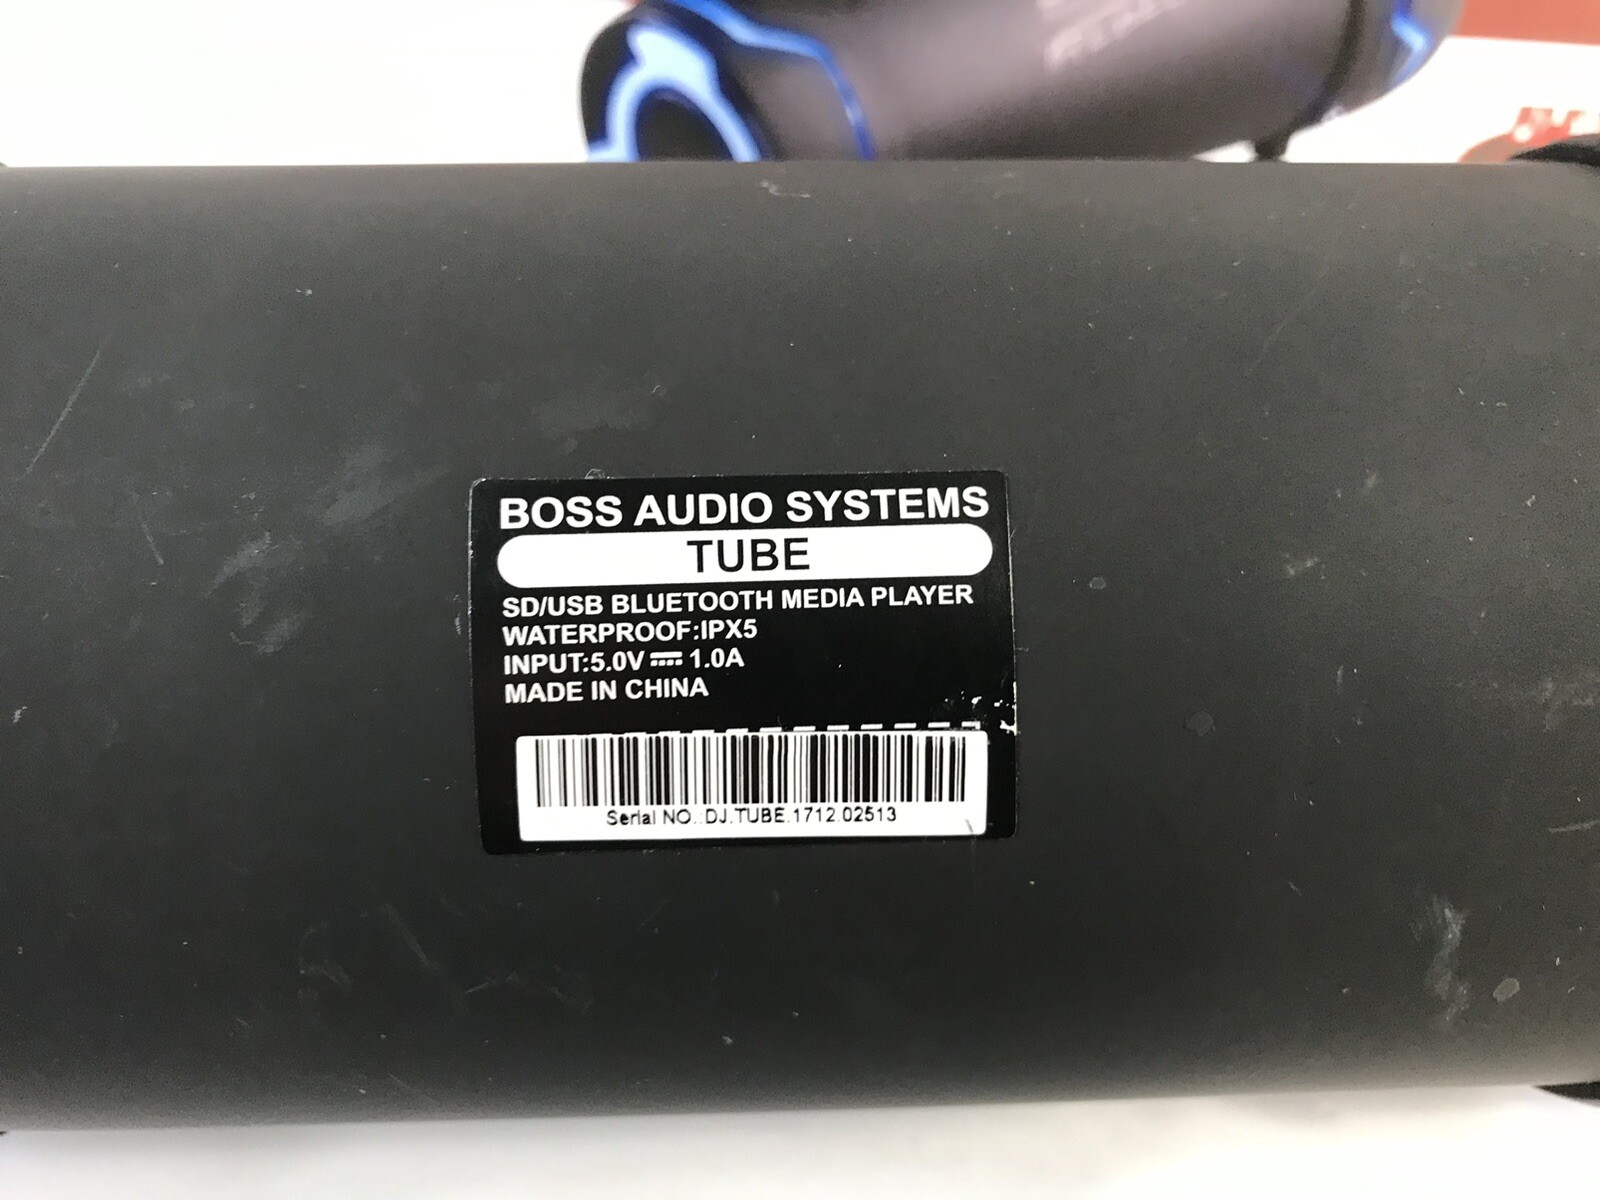 BOSS AUDIO SYSTEMS
TUBE
SD/USB BLUETOOTH MEDIA PLAYER
WATERPROOF:IPX5
INPUT:5.0V ⎓ 1.0A
MADE IN CHINA
Serial NO.:DJ.TUBE.1712.02513